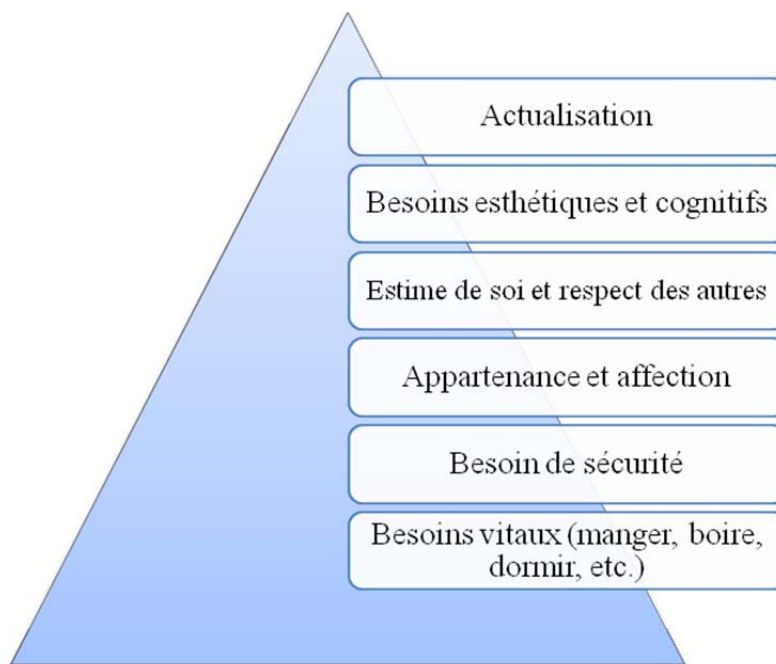 Actualisation
Besoins esthétiques et cognitifs
Estime de soi et respect des autres
Appartenance et affection
Besoin de sécurité
Besoins vitaux (manger, boire,
dormir, etc.)